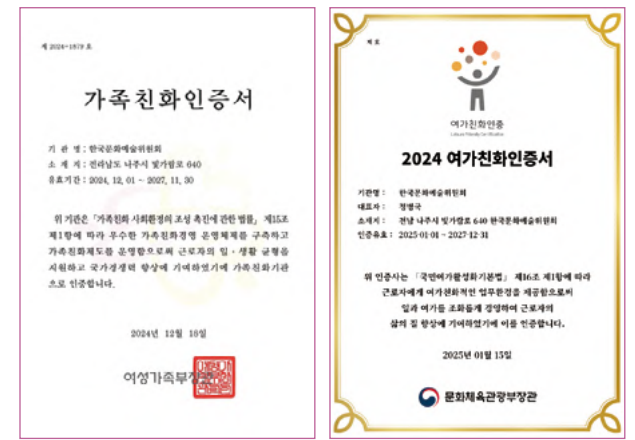 제 2024-1879 호
가족친화인증서
기 관 명 : 한국문화예술위원회
소 재 지 : 전라남도 나주시 빛가람로 640
유효기간 : 2024. 12. 01 ~ 2027. 11. 30
위 기관은 「가족친화 사회환경의 조성 촉진에 관한 법률」 제15조
제1항에 따라 우수한 가족친화경영 운영체제를 구축하고
가족친화제도를 운영함으로써 근로자의 일·생활 균형을
지원하고 국가경쟁력 향상에 기여하였기에 가족친화기관
으로 인증합니다.
2024년 12월 18일
여성가족부장관
제 호
여가친화인증
Leisure Friendly Certification
2024 여가친화인증서
기관명 : 한국문화예술위원회
대표자 : 정병국
소재지 : 전남 나주시 빛가람로 640 한국문화예술위원회
인증유효 : 2025-01-01 ~ 2027-12-31
위 인증사는 「국민여가활성화기본법」 제16조 제1항에 따라
근로자에게 여가친화적인 업무환경을 제공함으로써
일과 여가를 조화롭게 경영하여 근로자의
삶의 질 향상에 기여하였기에 이를 인증합니다.
2025년 01월 15일
문화체육관광부장관